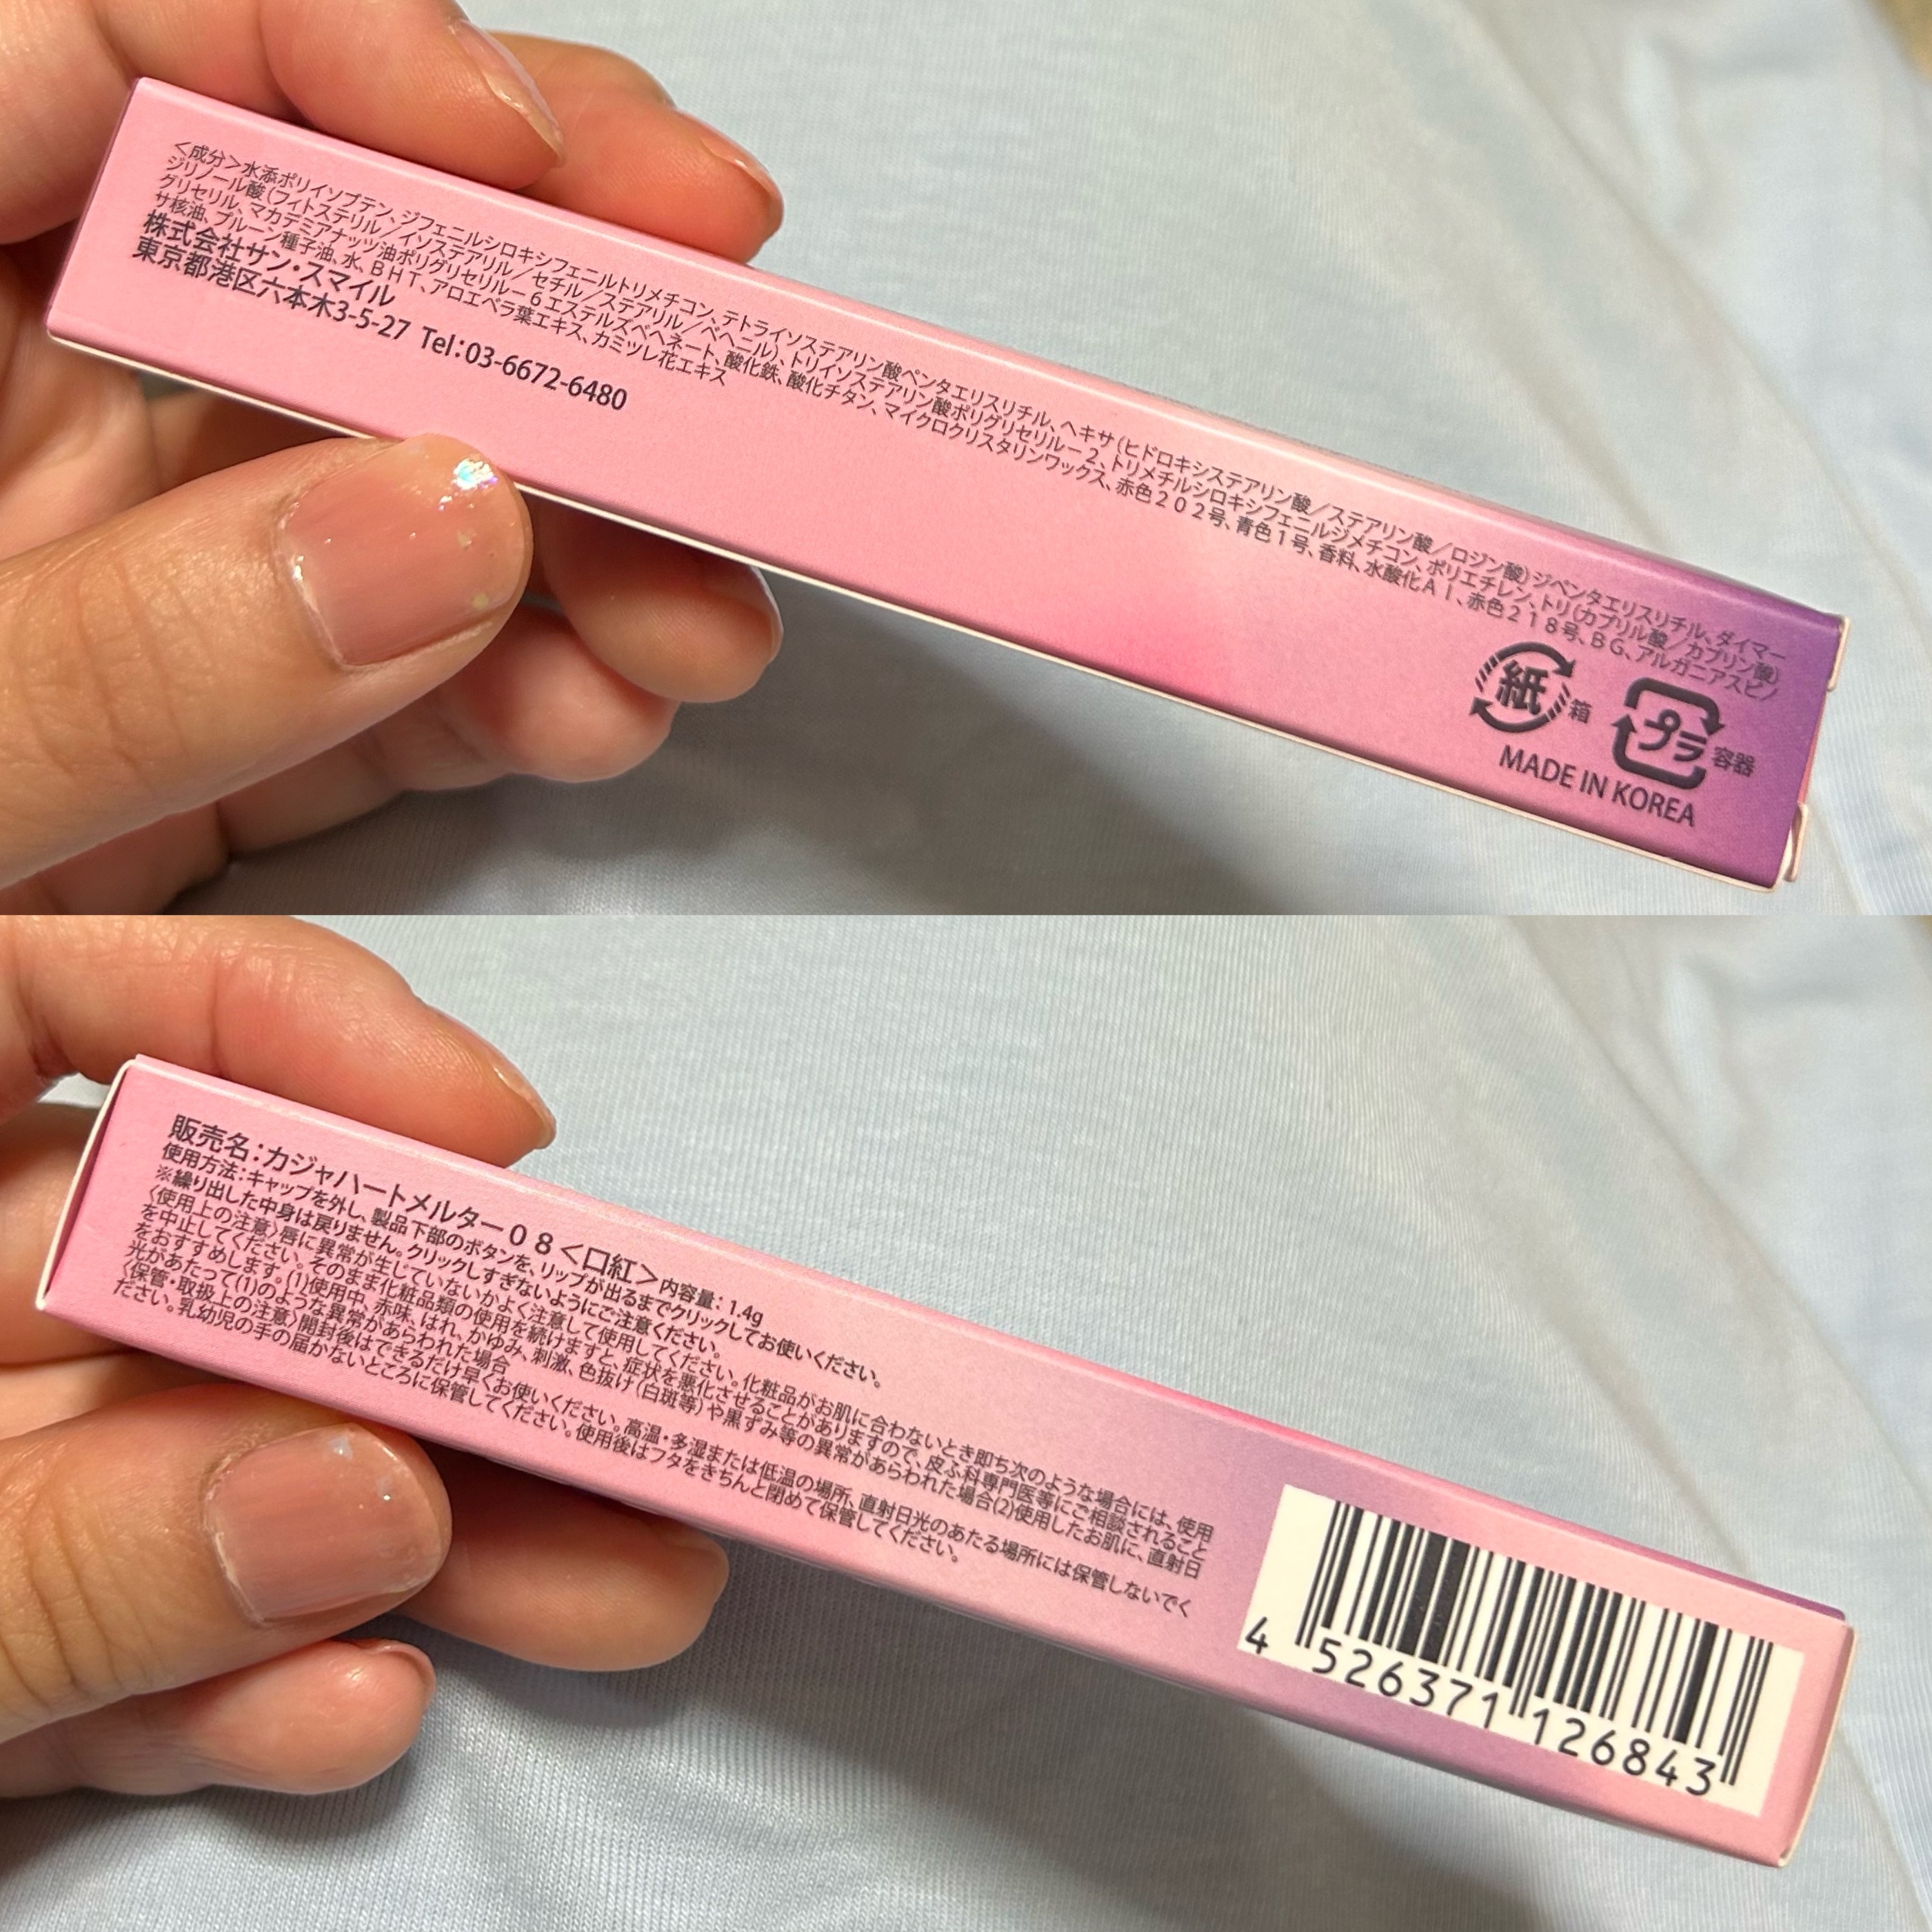 <成分>水添ポリイソブテン、ジフェニルシロキシフェニルトリメチコン、テトライソステアリン酸ペンタエリスリチル、ヘキサ(ヒドロキシステアリン酸/ステアリン酸/ロジン酸)ジペンタエリスリチル、ダイマー
ジリノール酸(フィトステリル/イソステアリル/セチル/ステアリル/ベヘニル)、トリイソステアリン酸ポリグリセリルー2、トリメチルシロキシフェニルジメチコン、ポリエチレン、トリ(カプリル酸/カプリン酸)
グリセリル、マカデミアナッツ油ポリグリセリルー6エステルズベヘネート、酸化鉄、酸化チタン、マイクロクリスタリンワックス、赤色202号、青色1号、香料、水酸化Al、赤色218号、BG、アルガニアスピノ
サ核油、プルーン種子油、水、BHT、アロエベラ葉エキス、カミツレ花エキス
株式会社サン・スマイル
東京都港区六本木3-5-27 Tel:03-6672-6480
紙 箱 プラ 容器
MADE IN KOREA
販売名:カジャハートメルター08<口紅>内容量:1.4g
使用方法:キャップを外し、製品下部のボタンを、リップが出るまでクリックしてお使いください。
※繰り出した中身は戻りません。クリックしすぎないようにご注意ください。
〈使用上の注意〉唇に異常が生じていないかよく注意して使用してください。化粧品がお肌に合わないとき即ち次のような場合には、使用
を中止してください。そのまま化粧品類の使用を続けますと、症状を悪化させることがありますので、皮ふ科専門医等にご相談されること
をおすすめします。(1)使用中、赤味、はれ、かゆみ、刺激、色抜け(白斑等)や黒ずみ等の異常があらわれた場合(2)使用したお肌に、直射日
光があたって(1)のような異常があらわれた場合
〈保管・取扱上の注意〉開封後はできるだけ早くお使いください。高温・多湿または低温の場所、直射日光のあたる場所には保管しないでく
ださい。乳幼児の手の届かないところに保管してください。使用後はフタをきちんと閉めて保管してください。
4 526371 126843